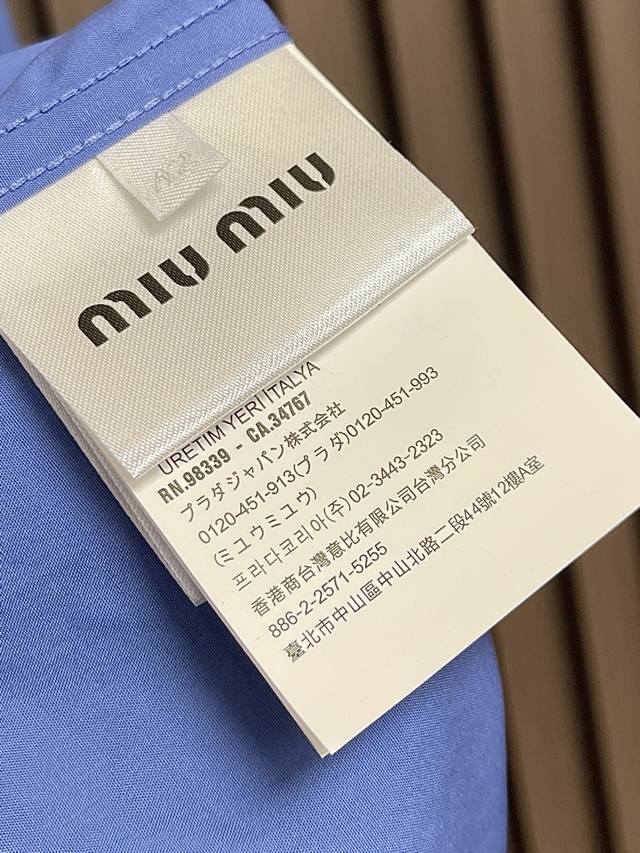 MIU MIU
URETIM YERI ITALYA
RN.98339 - CA.34767
プラダジャパン株式会社
0120-451-913(プラダ)0120-451-993
(ミユウミユウ)
프라다코리아(주)02-3443-2323
香港商台灣意比有限公司台灣分公司
886-2-2571-5255
臺北市中山區中山北路二段44號12樓A室